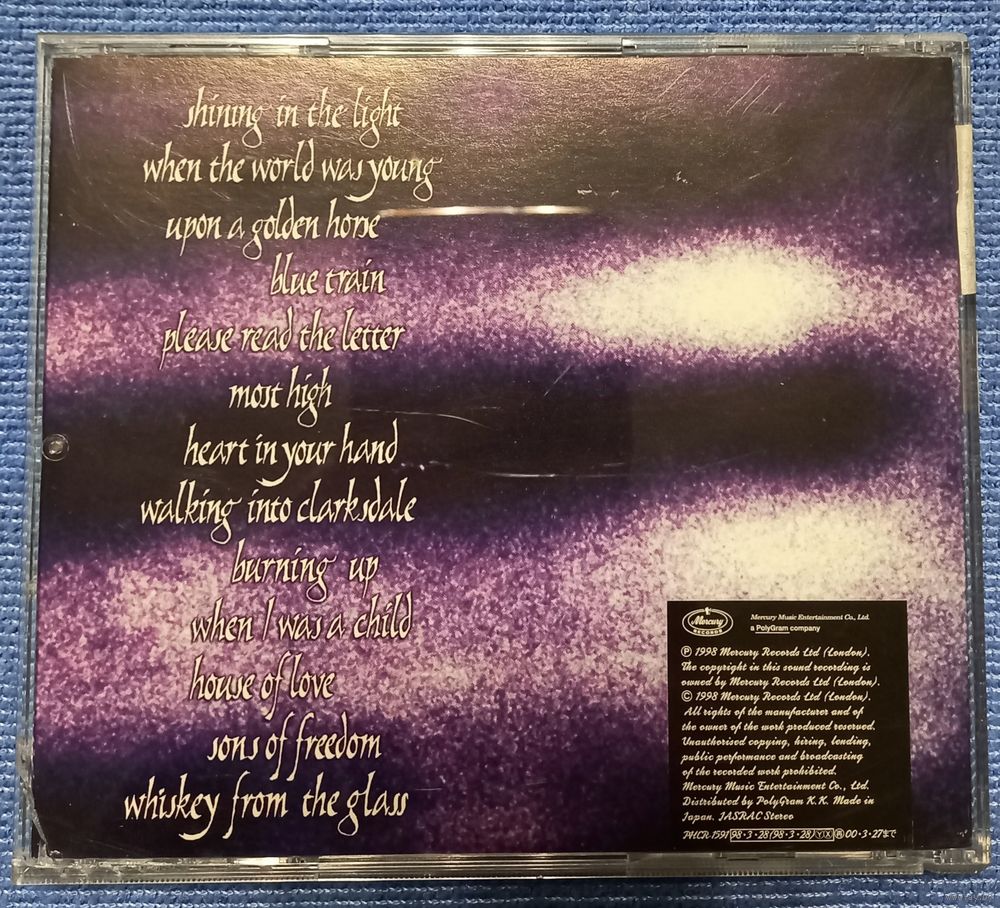 shining in the light
when the world was young
upon a golden horse
blue train
please read the letter
most high
heart in your hand
walking into clarksdale
burning up
when I was a child
house of love
sons of freedom
whiskey from the glass
Mercury
RECORDS
Mercury Music Entertainment Co., Ltd.
a PolyGram company
℗ 1998 Mercury Records Ltd (London).
The copyright in this sound recording is
owned by Mercury Records Ltd (London).
© 1998 Mercury Records Ltd (London).
All rights of the manufacturer and of
the owner of the work produced reserved.
Unauthorised copying, hiring, lending,
public performance and broadcasting
of the recorded work prohibited.
Mercury Music Entertainment Co., Ltd.
Distributed by PolyGram K.K. Made in
Japan. JASRAC Stereo
PHCR-1591 98・3・28(98・3・28)YX Ⓡ00・3・27まで